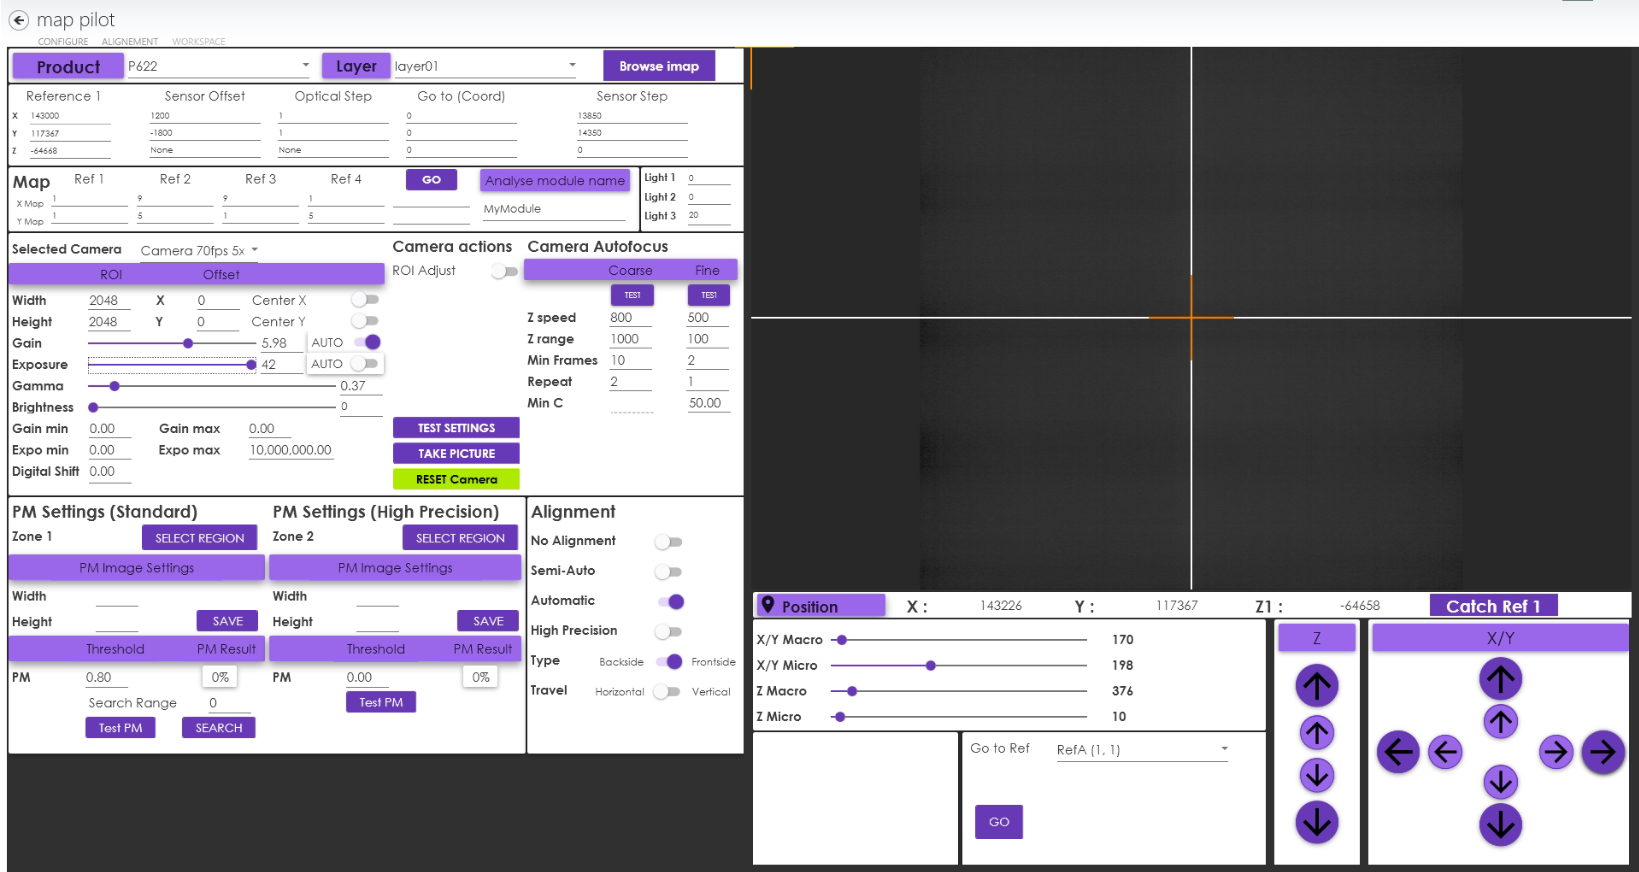 map pilot
CONFIGURE ALIGNEMENT WORKSPACE
Product P622 Layer layer01 Browse imap
Reference 1 Sensor Offset Optical Step Go to (Coord) Sensor Step
X 143000 1200 1 0 13850
Y 117367 -1800 1 0 14350
Z -64668 None None 0 0
Map Ref 1 Ref 2 Ref 3 Ref 4 GO Analyse module name
X Map 1 9 9 1
Y Map 1 5 1 5 MyModule
Light 1 0
Light 2 0
Light 3 20
Selected Camera Camera 70fps 5x
ROI Offset
Width 2048 X 0 Center X
Height 2048 Y 0 Center Y
Gain 5.98 AUTO
Exposure 42 AUTO
Gamma 0.37
Brightness 0
Gain min 0.00 Gain max 0.00
Expo min 0.00 Expo max 10,000,000.00
Digital Shift 0.00
Camera actions
ROI Adjust
TEST SETTINGS
TAKE PICTURE
RESET Camera
Camera Autofocus
Coarse Fine
TEST TEST
Z speed 800 500
Z range 1000 100
Min Frames 10 2
Repeat 2 1
Min C 50.00
PM Settings (Standard)
Zone 1 SELECT REGION
PM Image Settings
Width
Height SAVE
Threshold PM Result
PM 0.80 0%
Search Range 0
Test PM SEARCH
PM Settings (High Precision)
Zone 2 SELECT REGION
PM Image Settings
Width
Height SAVE
Threshold PM Result
PM 0.00 0%
Test PM
Alignment
No Alignment
Semi-Auto
Automatic
High Precision
Type Backside Frontside
Travel Horizontal Vertical
Position X : 143226 Y : 117367 Z1 : -64658 Catch Ref 1
X/Y Macro 170
X/Y Micro 198
Z Macro 376
Z Micro 10
Go to Ref RefA (1, 1)
GO
Z
X/Y